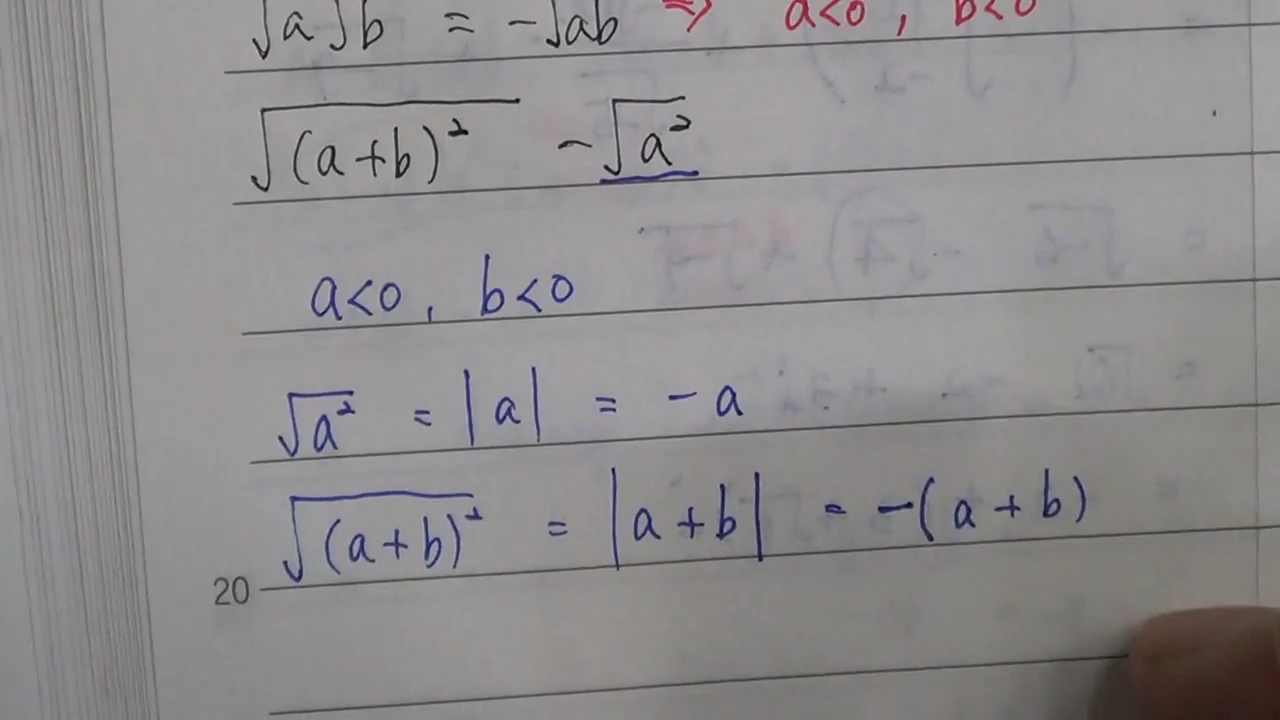 √a √b = -√ab ⇒ a<0, b<0
√(a+b)² - √a²
a<0, b<0
√a² = |a| = -a
√(a+b)² = |a+b| = -(a+b)
20